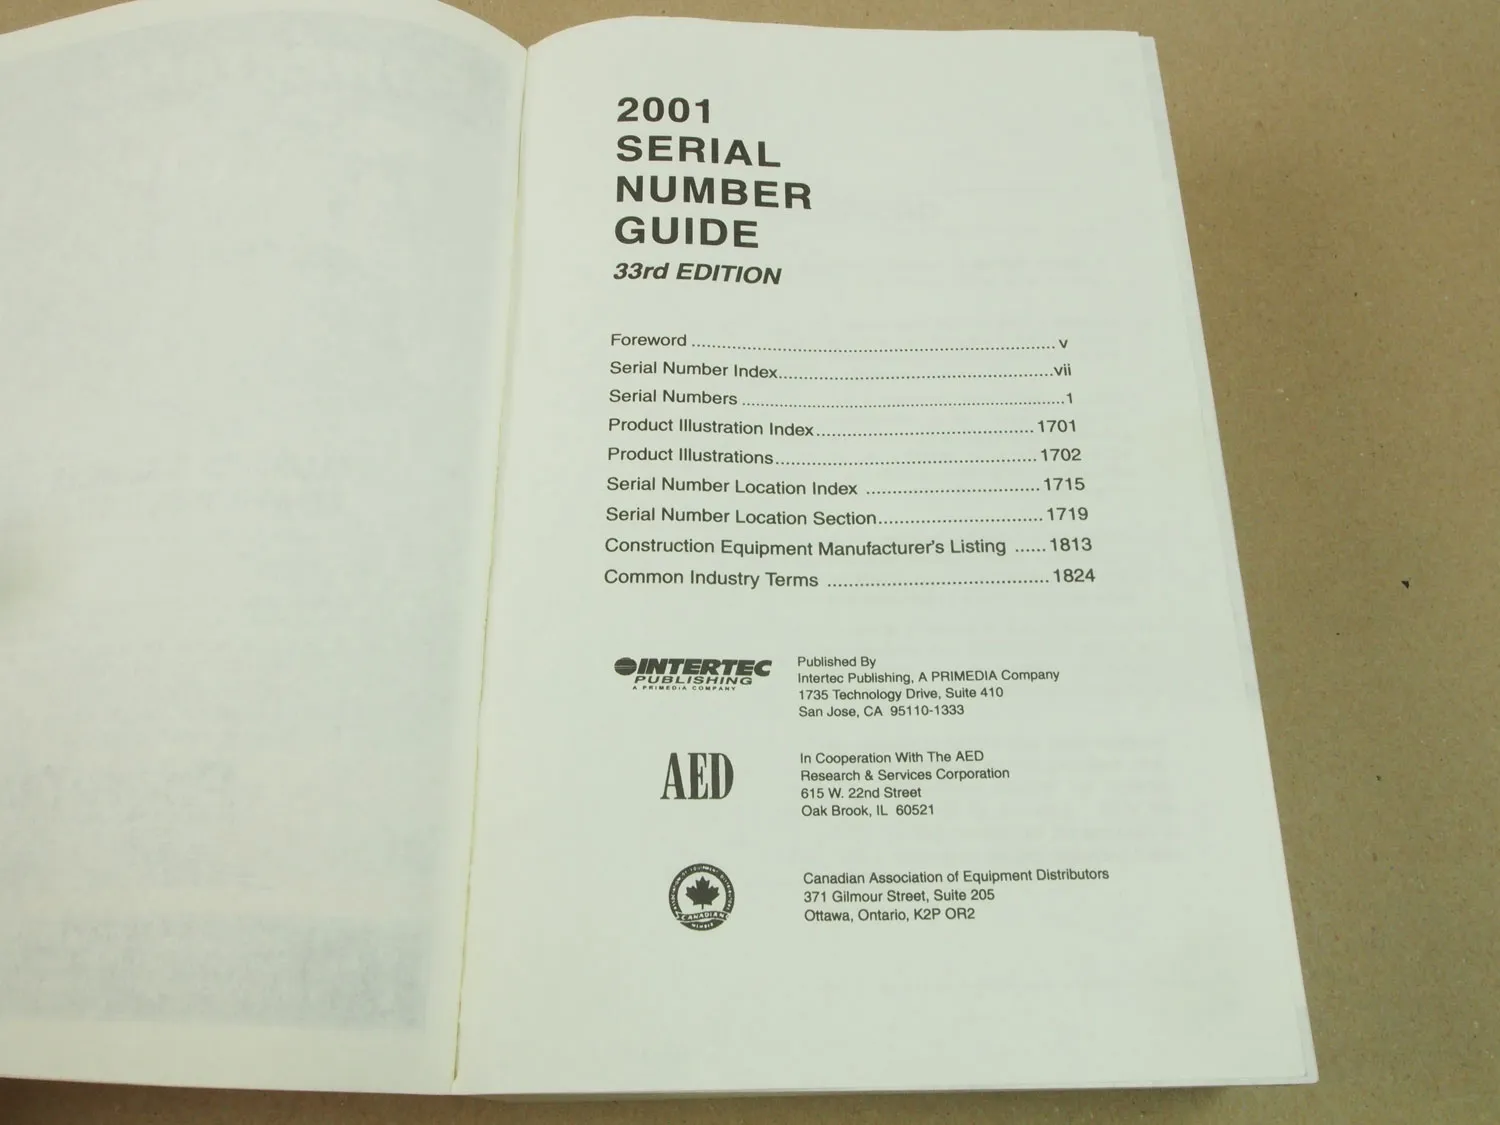 2001
SERIAL
NUMBER
GUIDE
33rd EDITION
Foreword ........................................................................ v
Serial Number Index......................................................vii
Serial Numbers ................................................................1
Product Illustration Index.................................... 1701
Product Illustrations............................................ 1702
Serial Number Location Index ............................... 1715
Serial Number Location Section............................. 1719
Construction Equipment Manufacturer's Listing ...... 1813
Common Industry Terms ........................................ 1824
INTERTEC
PUBLISHING
A PRIMEDIA COMPANY
Published By
Intertec Publishing, A PRIMEDIA Company
1735 Technology Drive, Suite 410
San Jose, CA 95110-1333
AED
In Cooperation With The AED
Research & Services Corporation
615 W. 22nd Street
Oak Brook, IL 60521
CANADIAN
Canadian Association of Equipment Distributors
371 Gilmour Street, Suite 205
Ottawa, Ontario, K2P OR2